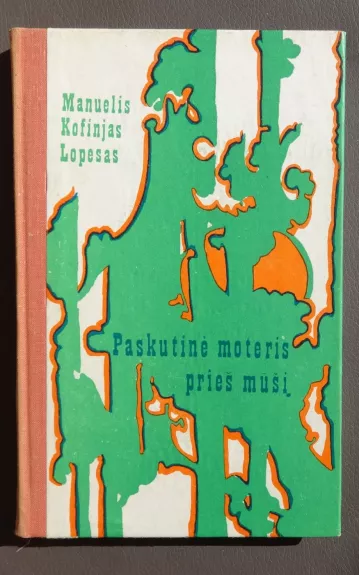 Manuelis
Kofinjas
Lopesas
Paskutinė moteris
prieš mūšį